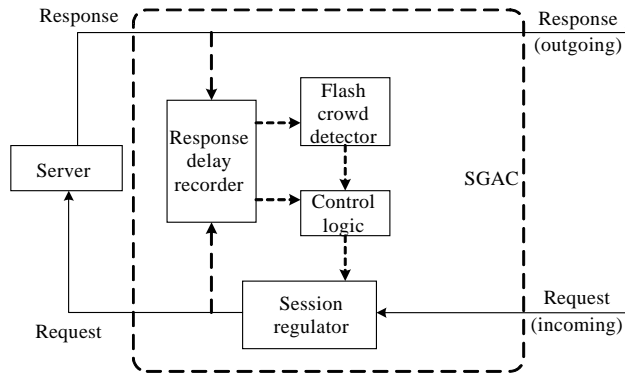 Response
Response
(outgoing)
Flash
crowd
detector
Response
delay
recorder
Server
SGAC
Control
logic
Session
regulator
Request
Request
(incoming)